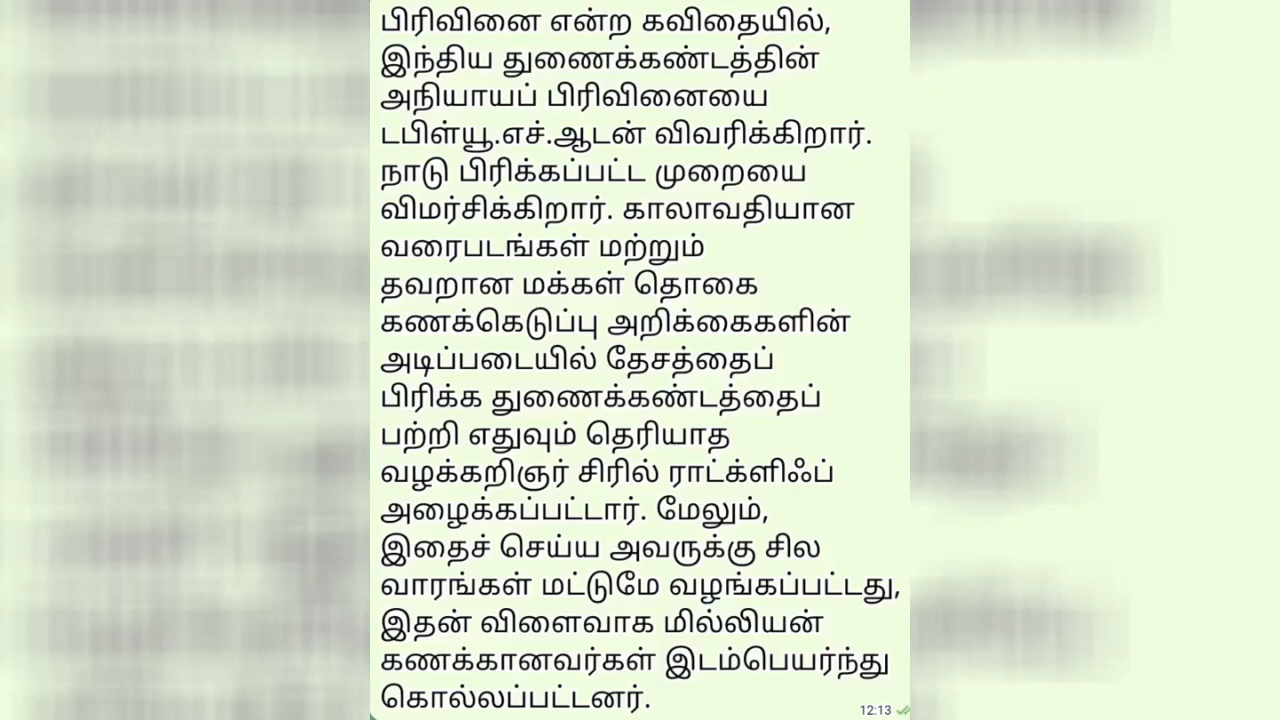 பிரிவினை என்ற கவிதையில்,
இந்திய துணைக்கண்டத்தின்
அநியாயப் பிரிவினையை
டபிள்யூ.எச்.ஆடன் விவரிக்கிறார்.
நாடு பிரிக்கப்பட்ட முறையை
விமர்சிக்கிறார். காலாவதியான
வரைபடங்கள் மற்றும்
தவறான மக்கள் தொகை
கணக்கெடுப்பு அறிக்கைகளின்
அடிப்படையில் தேசத்தைப்
பிரிக்க துணைக்கண்டத்தைப்
பற்றி எதுவும் தெரியாத
வழக்கறிஞர் சிரில் ராட்க்ளிஃப்
அழைக்கப்பட்டார். மேலும்,
இதைச் செய்ய அவருக்கு சில
வாரங்கள் மட்டுமே வழங்கப்பட்டது,
இதன் விளைவாக மில்லியன்
கணக்கானவர்கள் இடம்பெயர்ந்து
கொல்லப்பட்டனர்.
12:13